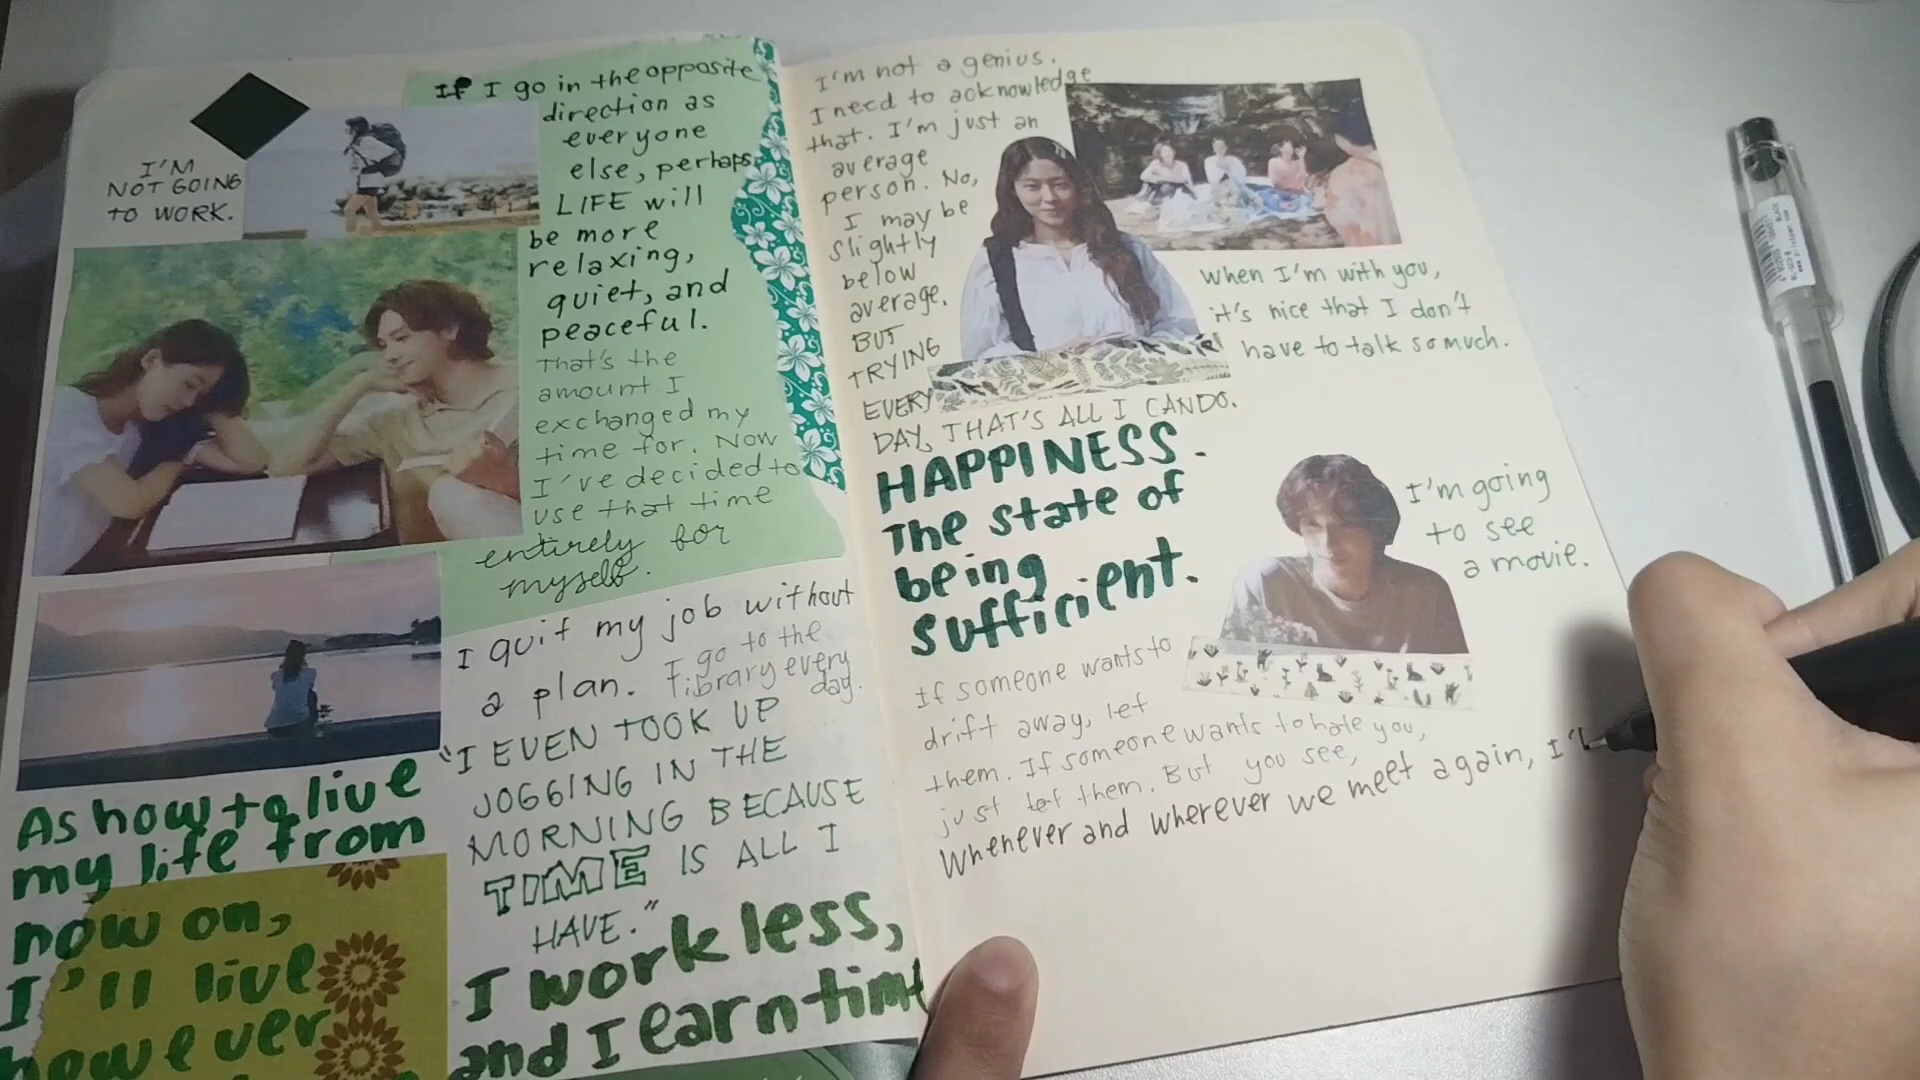 I'M
NOT GOING
TO WORK.
If I go in the opposite
direction as
everyone
else, perhaps
LIFE will
be more
relaxing,
quiet, and
peaceful.
That's the
amount I
exchanged my
time for. Now
I've decided to
use that time
entirely for
myself.
I quit my job without
a plan. I go to the
library every
day.
"I EVEN TOOK UP
JOGGING IN THE
MORNING BECAUSE
TIME IS ALL I
HAVE."
As how to live
my life from
now on,
I'll live
however
I work less,
and I earn time
I'm not a genius.
I need to acknowledge
that. I'm just an
average
person. No,
I may be
slightly
below
average.
BUT
TRYING
EVERY
DAY, THAT'S ALL I CAN DO.
When I'm with you,
it's nice that I don't
have to talk so much.
HAPPINESS.
The state of
being
sufficient.
I'm going
to see
a movie.
If someone wants to
drift away, let
them. If someone wants to hate you,
just let them. But you see,
Whenever and wherever we meet again, I'l